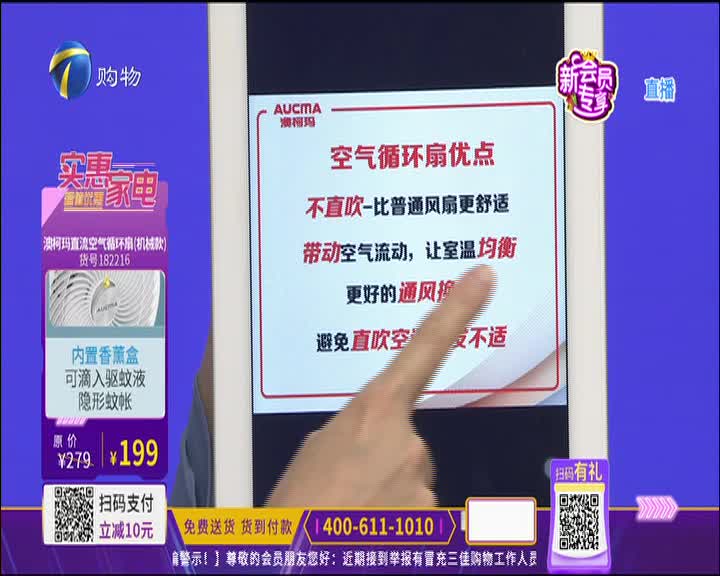 购物
新会员
专享
直播
AUCMA
澳柯玛
空气循环扇优点
不直吹-比普通风扇更舒适
带动空气流动，让室温均衡
更好的通风换
避免直吹空 发不适
实惠
家电
澳柯玛直流空气循环扇(机械款)
货号182216
AUCMA
内置香薰盒
可滴入驱蚊液
隐形蚊帐
原价
¥279
¥199
扫码支付
立减10元
免费送货 货到付款
400-611-1010
扫码有礼
警示！】尊敬的会员朋友您好：近期接到举报有冒充三佳购物工作人员